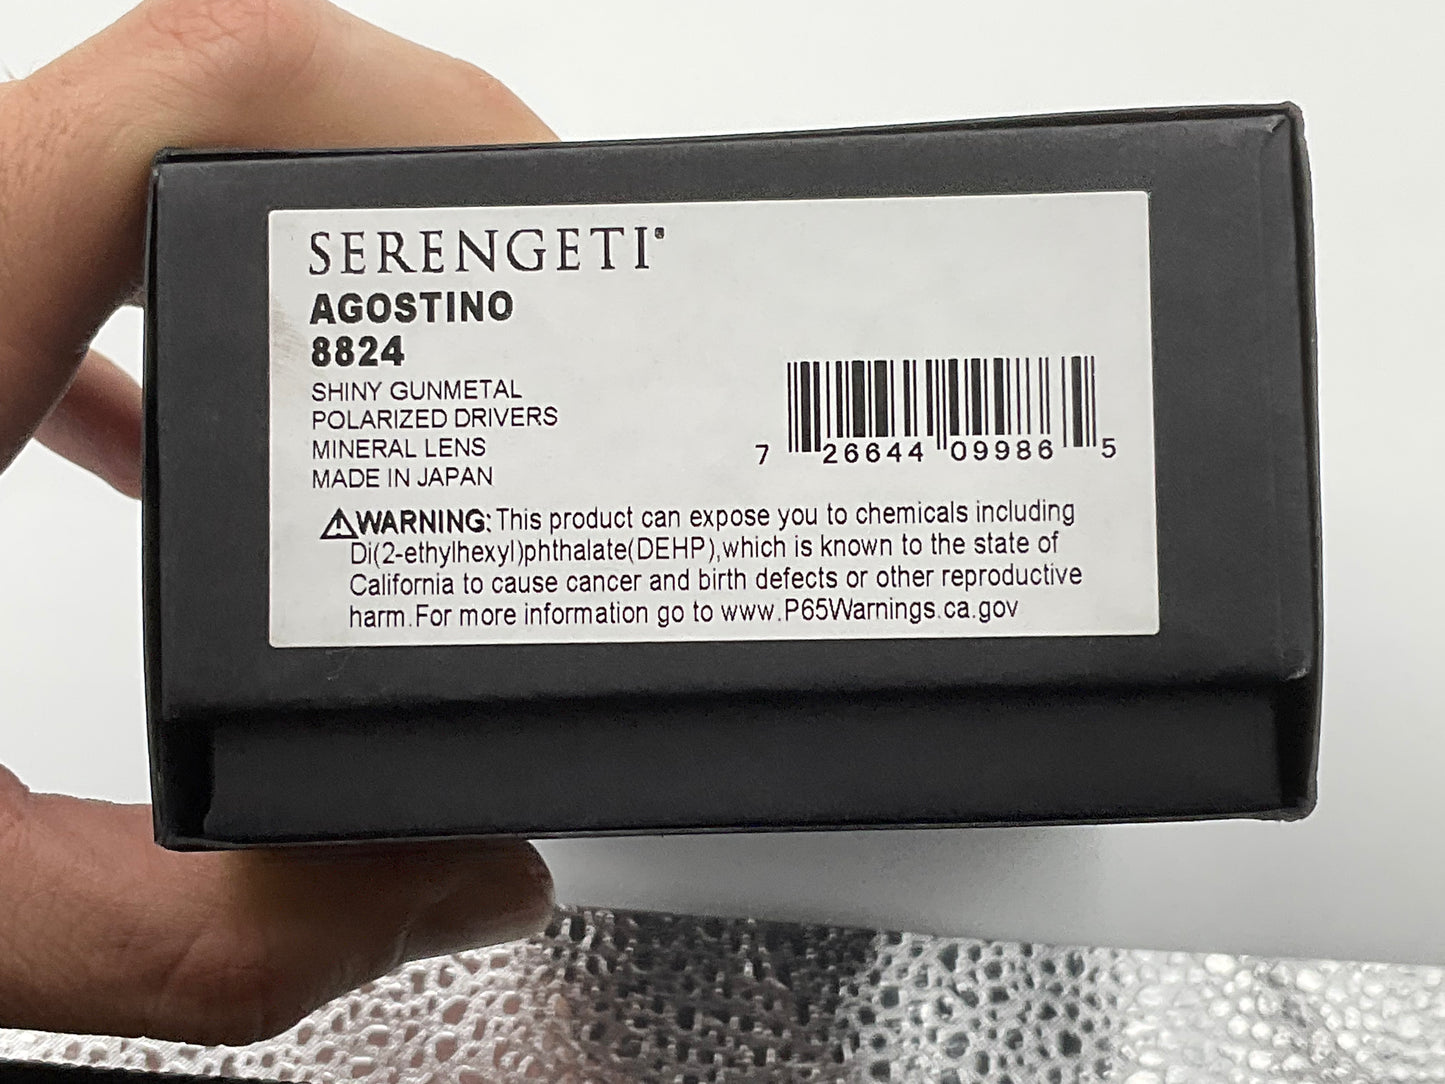 SERENGETI®
AGOSTINO
8824
SHINY GUNMETAL
POLARIZED DRIVERS
MINERAL LENS
MADE IN JAPAN
7 26644 09986 5
⚠WARNING: This product can expose you to chemicals including
Di(2-ethylhexyl)phthalate(DEHP),which is known to the state of
California to cause cancer and birth defects or other reproductive
harm.For more information go to www.P65Warnings.ca.gov